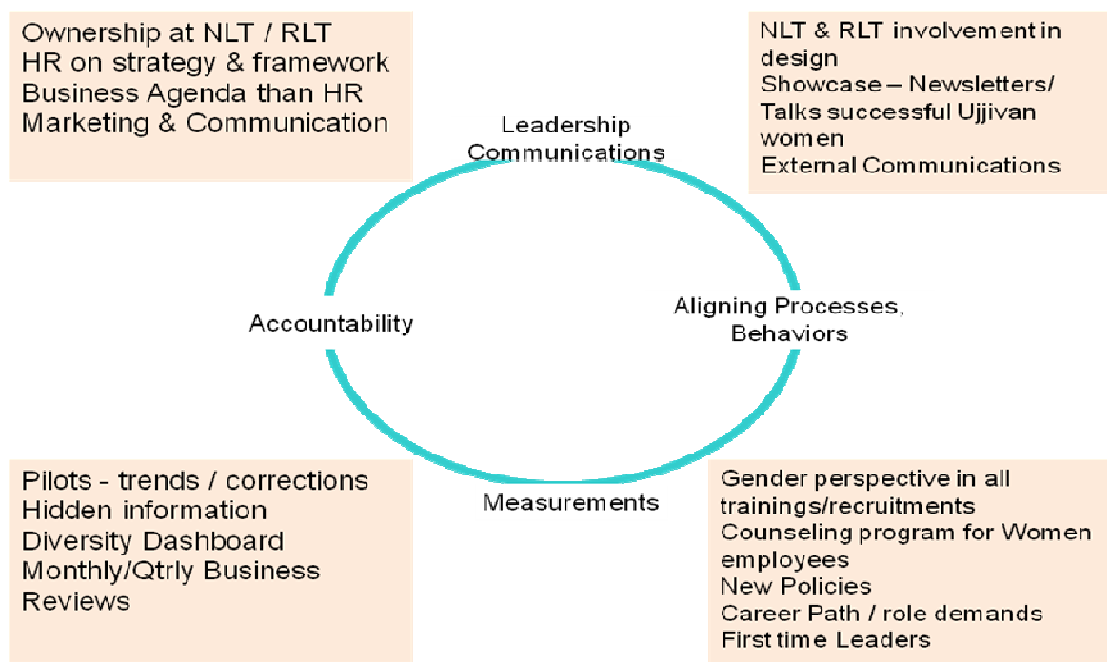 Ownership at NLT / RLT
HR on strategy & framework
Business Agenda than HR
Marketing & Communication
NLT & RLT involvement in
design
Showcase – Newsletters/
Talks successful Ujjivan
women
External Communications
Leadership
Communications
Accountability
Aligning Processes,
Behaviors
Measurements
Pilots - trends / corrections
Hidden information
Diversity Dashboard
Monthly/Qtrly Business
Reviews
Gender perspective in all
trainings/recruitments
Counseling program for Women
employees
New Policies
Career Path / role demands
First time Leaders